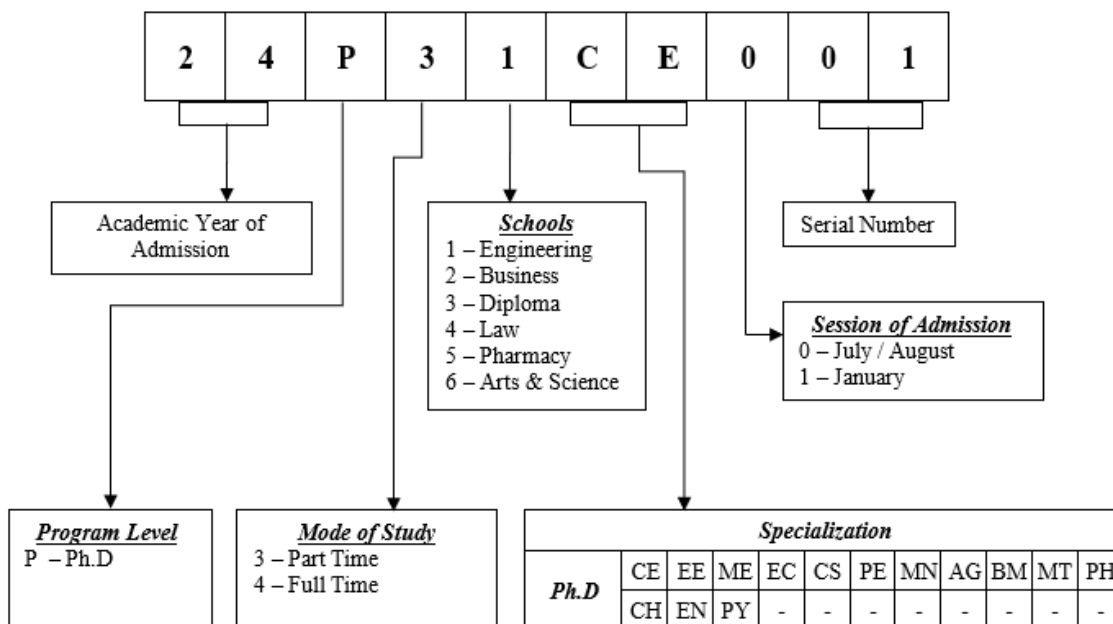 2 4 P 3 1 C E 0 0 1
Academic Year of
Admission
Schools
1 – Engineering
2 – Business
3 – Diploma
4 – Law
5 – Pharmacy
6 – Arts & Science
Serial Number
Session of Admission
0 – July / August
1 – January
Program Level
P – Ph.D
Mode of Study
3 – Part Time
4 – Full Time
Specialization
Ph.D
CE EE ME EC CS PE MN AG BM MT PH
CH EN PY - - - - - - - -